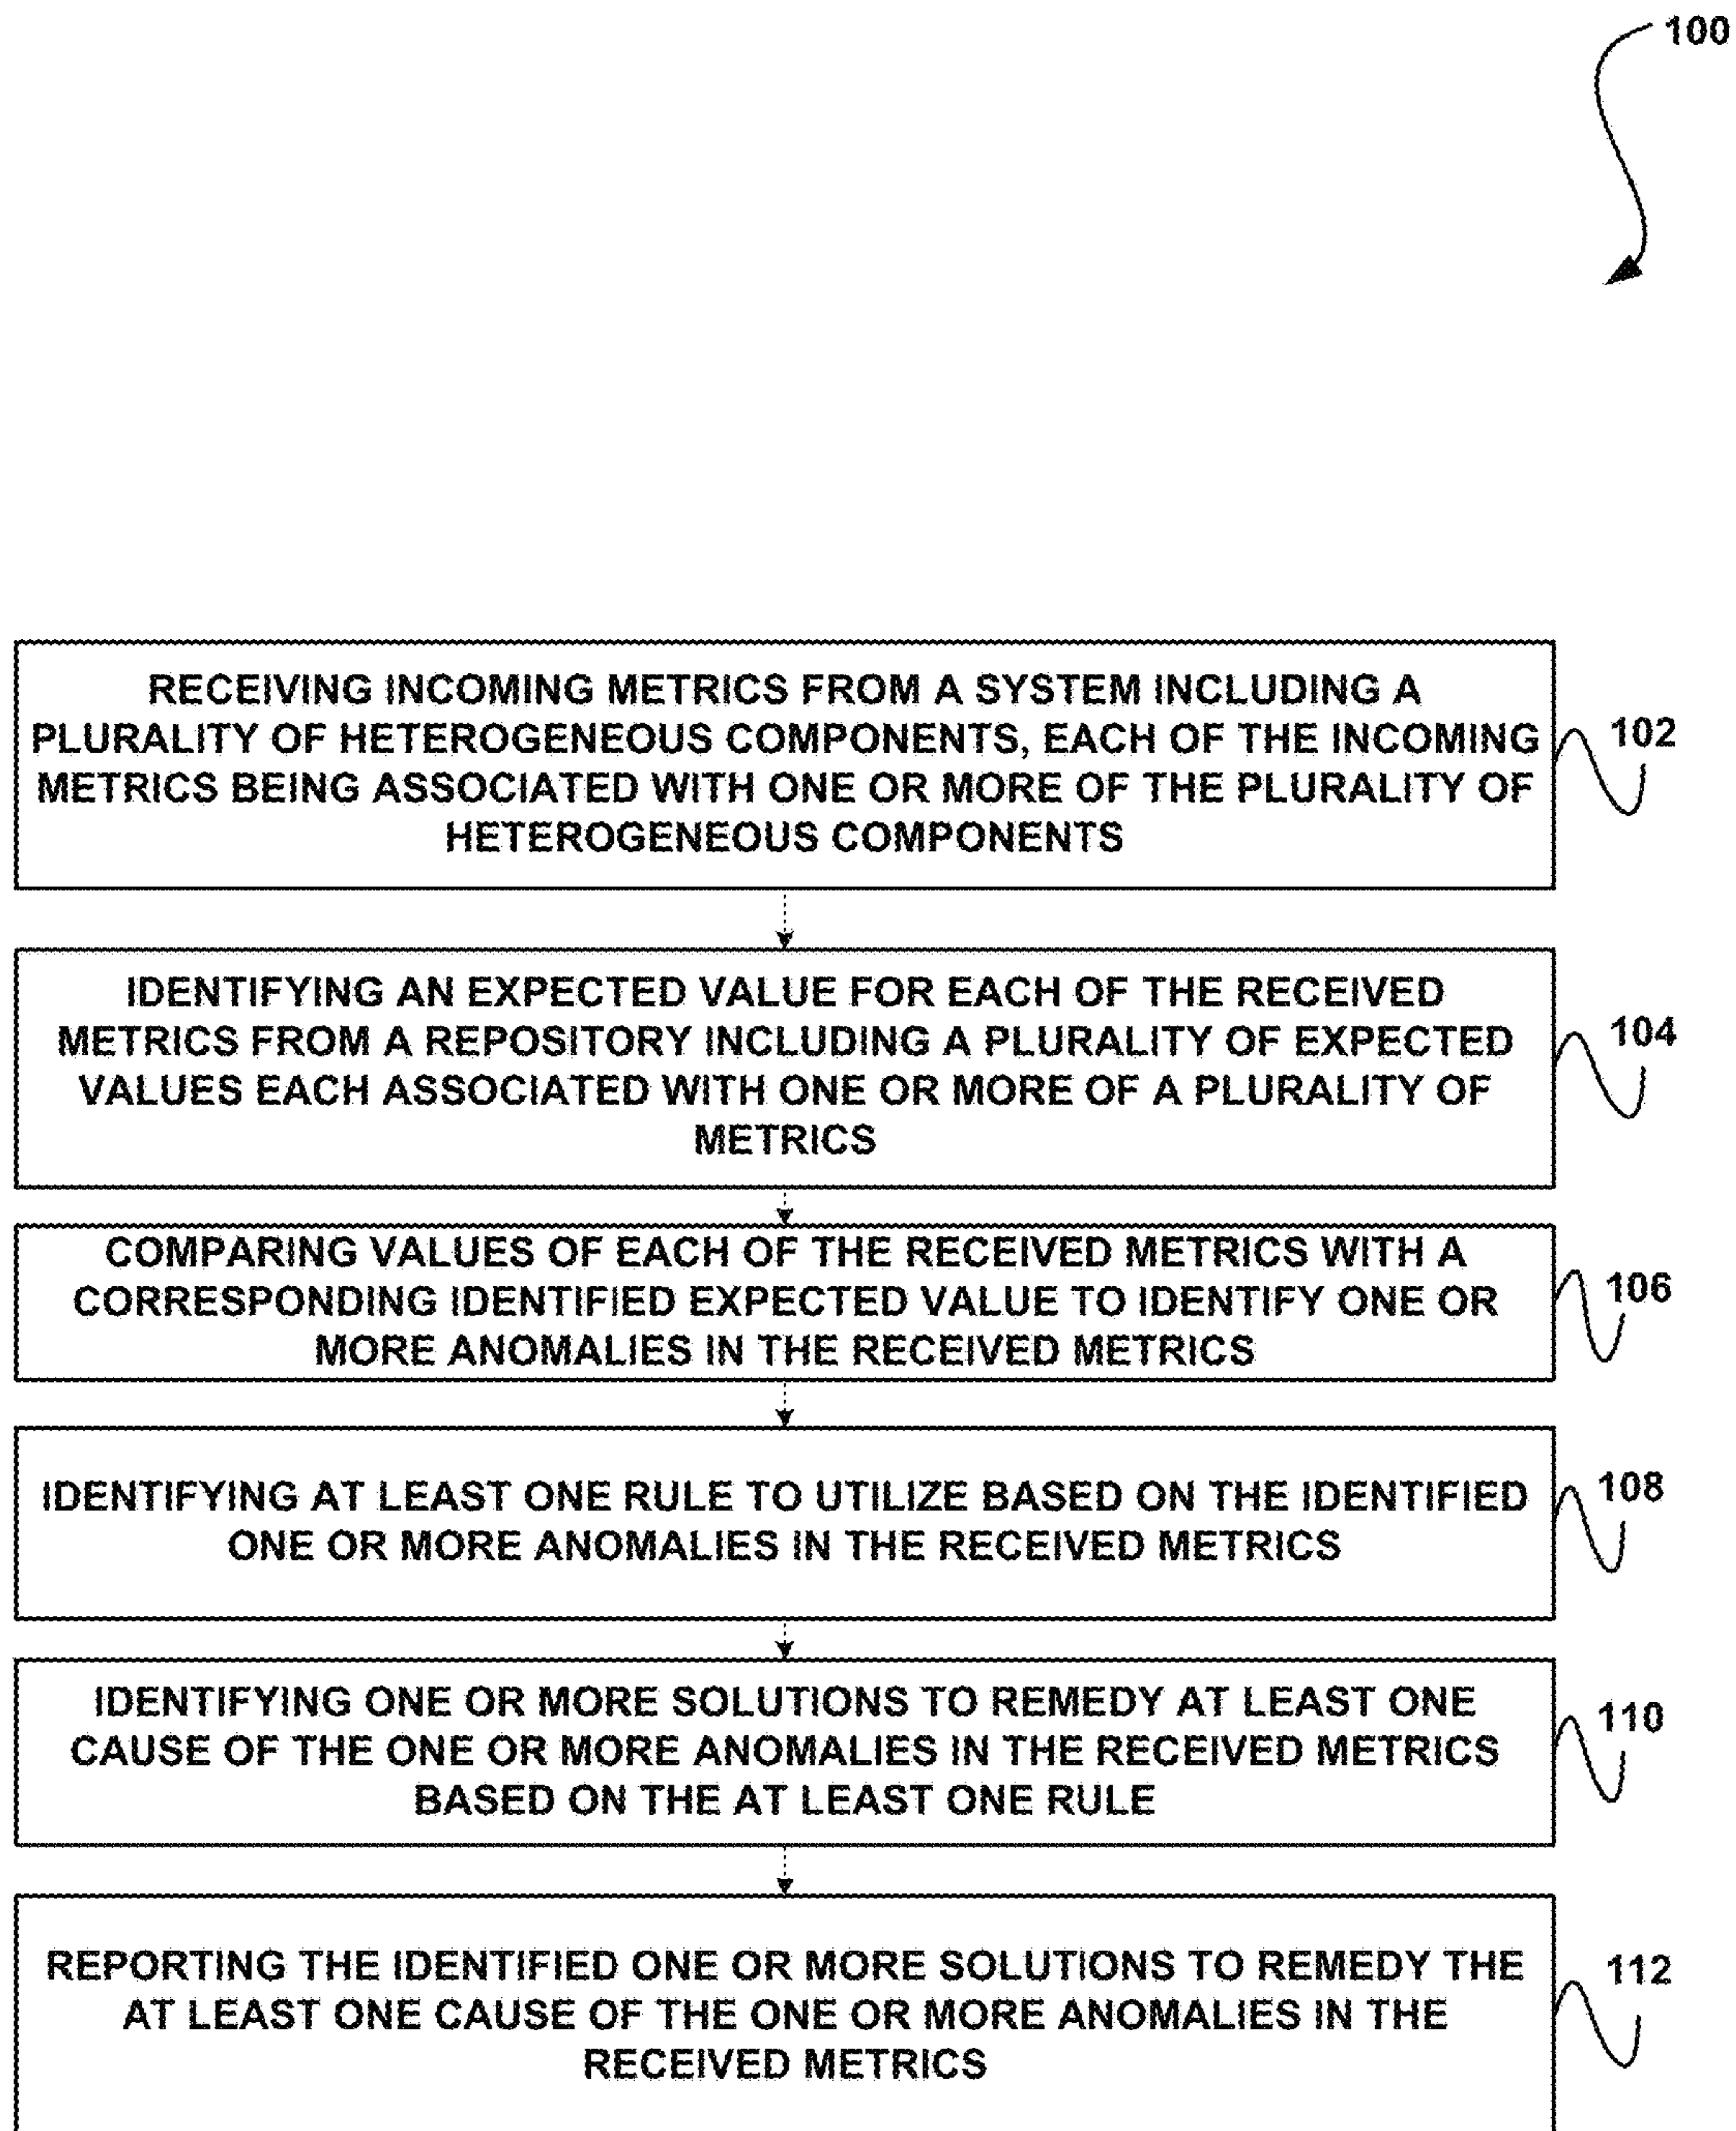 100
RECEIVING INCOMING METRICS FROM A SYSTEM INCLUDING A
PLURALITY OF HETEROGENEOUS COMPONENTS, EACH OF THE INCOMING
METRICS BEING ASSOCIATED WITH ONE OR MORE OF THE PLURALITY OF
HETEROGENEOUS COMPONENTS
102
IDENTIFYING AN EXPECTED VALUE FOR EACH OF THE RECEIVED
METRICS FROM A REPOSITORY INCLUDING A PLURALITY OF EXPECTED
VALUES EACH ASSOCIATED WITH ONE OR MORE OF A PLURALITY OF
METRICS
104
COMPARING VALUES OF EACH OF THE RECEIVED METRICS WITH A
CORRESPONDING IDENTIFIED EXPECTED VALUE TO IDENTIFY ONE OR
MORE ANOMALIES IN THE RECEIVED METRICS
106
IDENTIFYING AT LEAST ONE RULE TO UTILIZE BASED ON THE IDENTIFIED
ONE OR MORE ANOMALIES IN THE RECEIVED METRICS
108
IDENTIFYING ONE OR MORE SOLUTIONS TO REMEDY AT LEAST ONE
CAUSE OF THE ONE OR MORE ANOMALIES IN THE RECEIVED METRICS
BASED ON THE AT LEAST ONE RULE
110
REPORTING THE IDENTIFIED ONE OR MORE SOLUTIONS TO REMEDY THE
AT LEAST ONE CAUSE OF THE ONE OR MORE ANOMALIES IN THE
RECEIVED METRICS
112